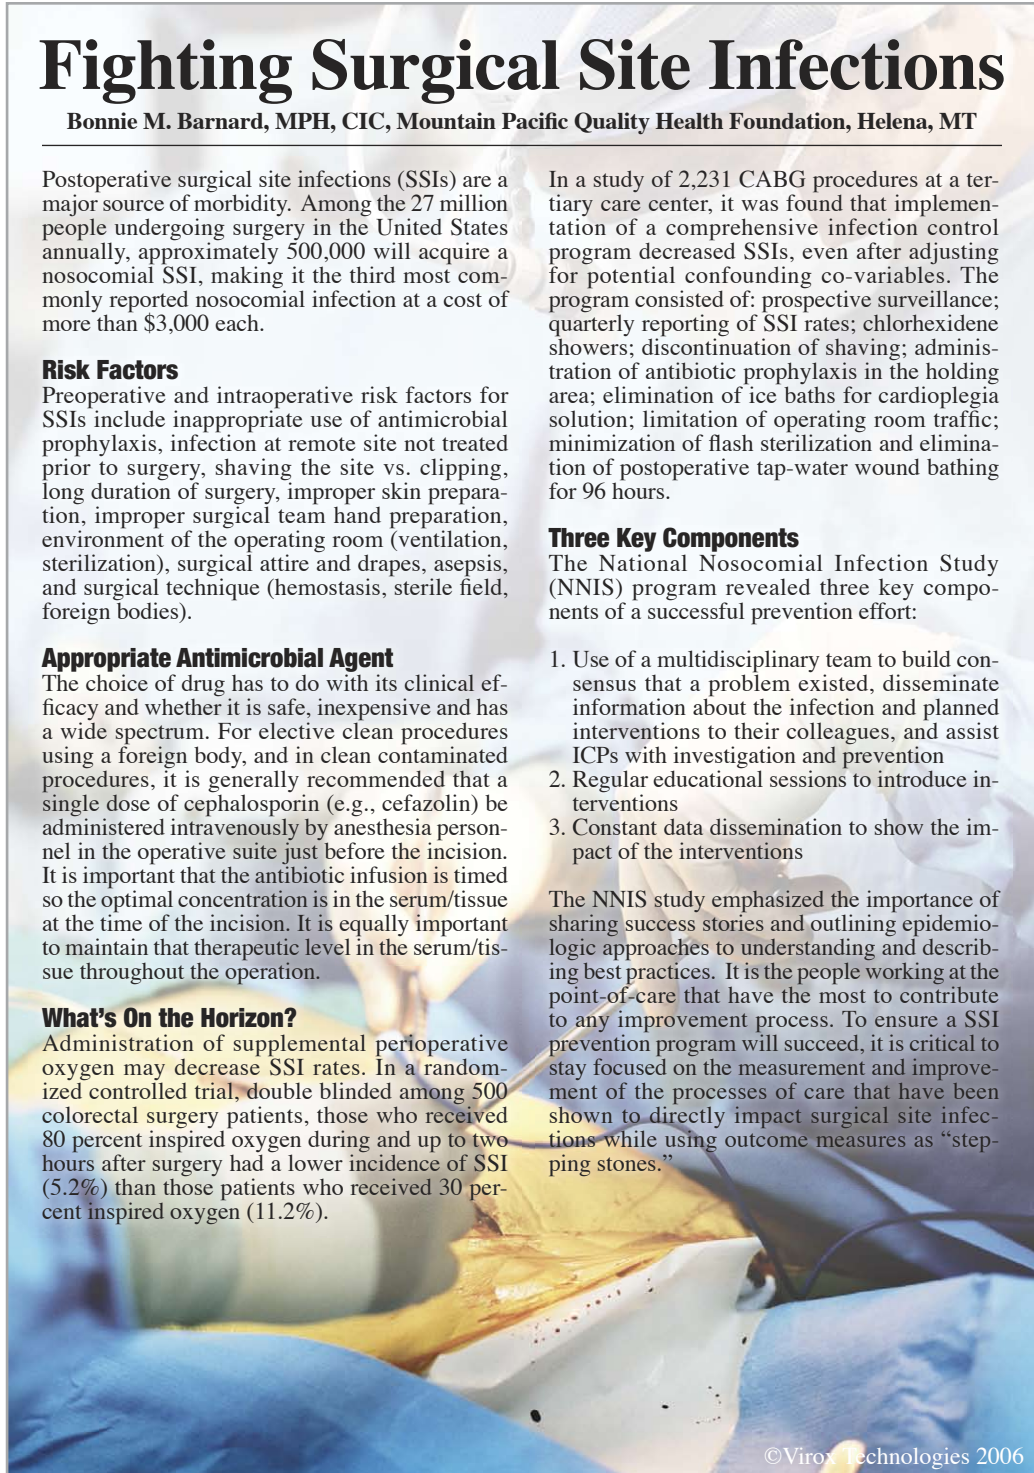 Fighting Surgical Site Infections
Bonnie M. Barnard, MPH, CIC, Mountain Pacific Quality Health Foundation, Helena, MT
Postoperative surgical site infections (SSIs) are a
major source of morbidity. Among the 27 million
people undergoing surgery in the United States
annually, approximately 500,000 will acquire a
nosocomial SSI, making it the third most com-
monly reported nosocomial infection at a cost of
more than $3,000 each.
Risk Factors
Preoperative and intraoperative risk factors for
SSIs include inappropriate use of antimicrobial
prophylaxis, infection at remote site not treated
prior to surgery, shaving the site vs. clipping,
long duration of surgery, improper skin prepara-
tion, improper surgical team hand preparation,
environment of the operating room (ventilation,
sterilization), surgical attire and drapes, asepsis,
and surgical technique (hemostasis, sterile field,
foreign bodies).
Appropriate Antimicrobial Agent
The choice of drug has to do with its clinical ef-
ficacy and whether it is safe, inexpensive and has
a wide spectrum. For elective clean procedures
using a foreign body, and in clean contaminated
procedures, it is generally recommended that a
single dose of cephalosporin (e.g., cefazolin) be
administered intravenously by anesthesia person-
nel in the operative suite just before the incision.
It is important that the antibiotic infusion is timed
so the optimal concentration is in the serum/tissue
at the time of the incision. It is equally important
to maintain that therapeutic level in the serum/tis-
sue throughout the operation.
What's On the Horizon?
Administration of supplemental perioperative
oxygen may decrease SSI rates. In a random-
ized controlled trial, double blinded among 500
colorectal surgery patients, those who received
80 percent inspired oxygen during and up to two
hours after surgery had a lower incidence of SSI
(5.2%) than those patients who received 30 per-
cent inspired oxygen (11.2%).
In a study of 2,231 CABG procedures at a ter-
tiary care center, it was found that implemen-
tation of a comprehensive infection control
program decreased SSIs, even after adjusting
for potential confounding co-variables. The
program consisted of: prospective surveillance;
quarterly reporting of SSI rates; chlorhexidene
showers; discontinuation of shaving; adminis-
tration of antibiotic prophylaxis in the holding
area; elimination of ice baths for cardioplegia
solution; limitation of operating room traffic;
minimization of flash sterilization and elimina-
tion of postoperative tap-water wound bathing
for 96 hours.
Three Key Components
The National Nosocomial Infection Study
(NNIS) program revealed three key compo-
nents of a successful prevention effort:
1. Use of a multidisciplinary team to build con-
sensus that a problem existed, disseminate
information about the infection and planned
interventions to their colleagues, and assist
ICPs with investigation and prevention
2. Regular educational sessions to introduce in-
terventions
3. Constant data dissemination to show the im-
pact of the interventions
The NNIS study emphasized the importance of
sharing success stories and outlining epidemio-
logic approaches to understanding and describ-
ing best practices. It is the people working at the
point-of-care that have the most to contribute
to any improvement process. To ensure a SSI
prevention program will succeed, it is critical to
stay focused on the measurement and improve-
ment of the processes of care that have been
shown to directly impact surgical site infec-
tions while using outcome measures as “step-
ping stones.”
©Virox Technologies 2006